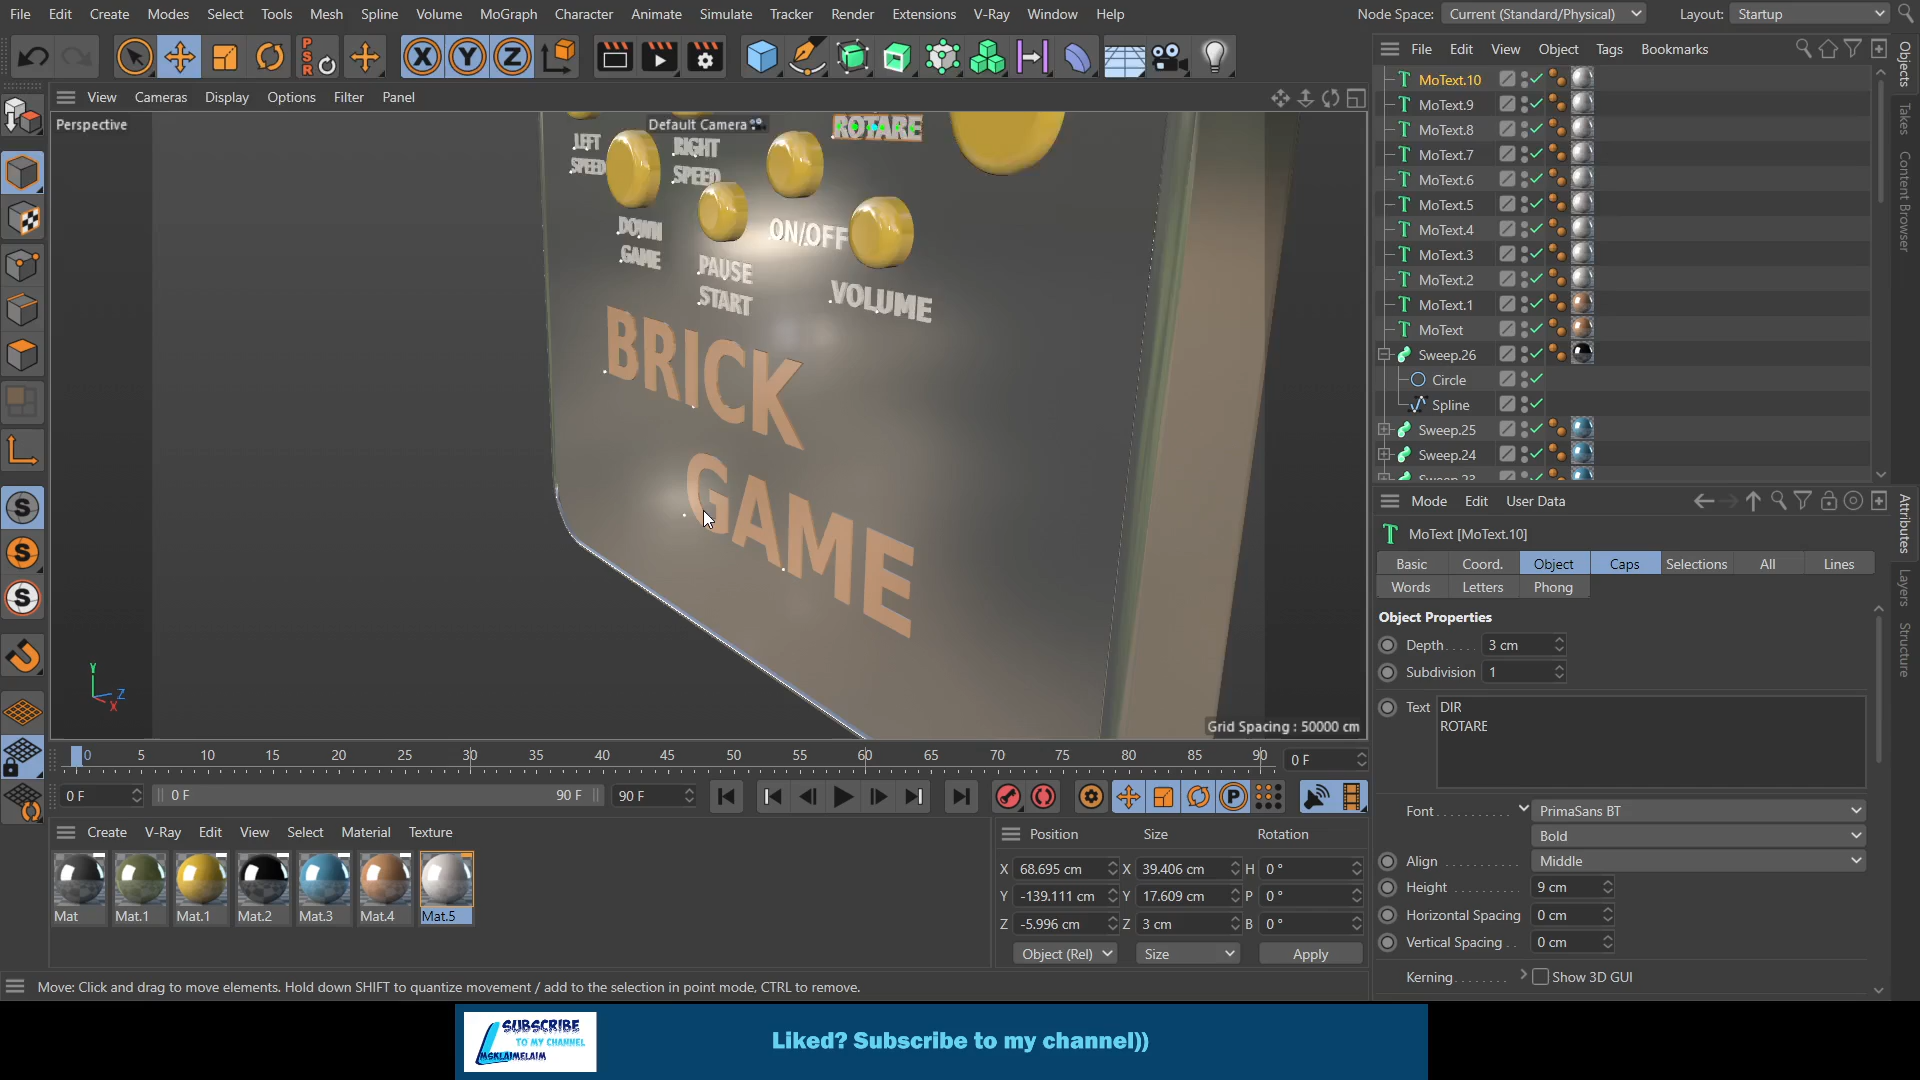 File Edit Create Modes Select Tools Mesh Spline Volume MoGraph Character Animate Simulate Tracker Render Extensions V-Ray Window Help
Node Space: Current (Standard/Physical) Layout: Startup
PSR
X Y Z
File Edit View Object Tags Bookmarks
View Cameras Display Options Filter Panel
Perspective
Default Camera
ROTARE
LEFT
SPEED
RIGHT
SPEED
DOWN
GAME
ON/OFF
PAUSE
START
VOLUME
BRICK
GAME
Y
Z
X
Grid Spacing : 50000 cm
MoText.10
MoText.9
MoText.8
MoText.7
MoText.6
MoText.5
MoText.4
MoText.3
MoText.2
MoText.1
MoText
Sweep.26
Circle
Spline
Sweep.25
Sweep.24
Sweep.23
Objects
Takes
Content Browser
Mode Edit User Data
MoText [MoText.10]
Basic Coord. Object Caps Selections All Lines
Words Letters Phong
Object Properties
Depth 3 cm
Subdivision 1
Text DIR
ROTARE
Font PrimaSans BT
Bold
Align Middle
Height 9 cm
Horizontal Spacing 0 cm
Vertical Spacing 0 cm
Kerning Show 3D GUI
Attributes
Layers
Structure
0 5 10 15 20 25 30 35 40 45 50 55 60 65 70 75 80 85 90 0 F
0 F 0 F 90 F 90 F
P
Create V-Ray Edit View Select Material Texture
Mat Mat.1 Mat.1 Mat.2 Mat.3 Mat.4 Mat.5
Position Size Rotation
X 68.695 cm X 39.406 cm H 0 °
Y -139.111 cm Y 17.609 cm P 0 °
Z -5.996 cm Z 3 cm B 0 °
Object (Rel) Size Apply
Move: Click and drag to move elements. Hold down SHIFT to quantize movement / add to the selection in point mode, CTRL to remove.
SUBSCRIBE
TO MY CHANNEL
MSKLAIMELAIM
Liked? Subscribe to my channel))